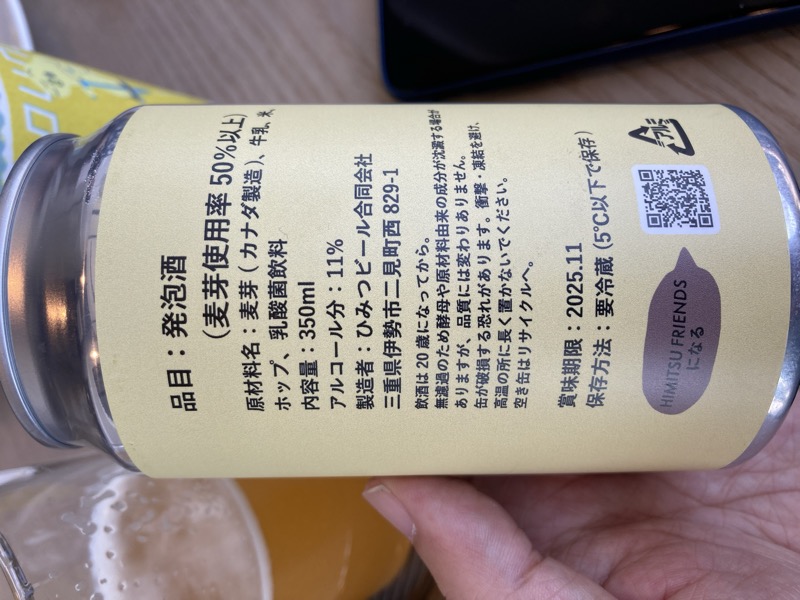 品目：発泡酒
（麦芽使用率 50％以上）
原材料名：麦芽（カナダ製造）、牛乳、米、
ホップ、乳酸菌飲料
内容量：350ml
アルコール分：11％
製造者：ひみつビール合同会社
三重県伊勢市二見町西 829-1
飲酒は 20 歳になってから。
無濾過のため酵母や原材料由来の成分が沈澱する場合が
ありますが、品質には変わりありません。
缶が破損する恐れがあります。衝撃・凍結を避け、
高温の所に長く置かないでください。
空き缶はリサイクルへ。
賞味期限：2025.11
保存方法：要冷蔵（5℃以下で保存）
アルミ
HIMITSU FRIENDS
になる